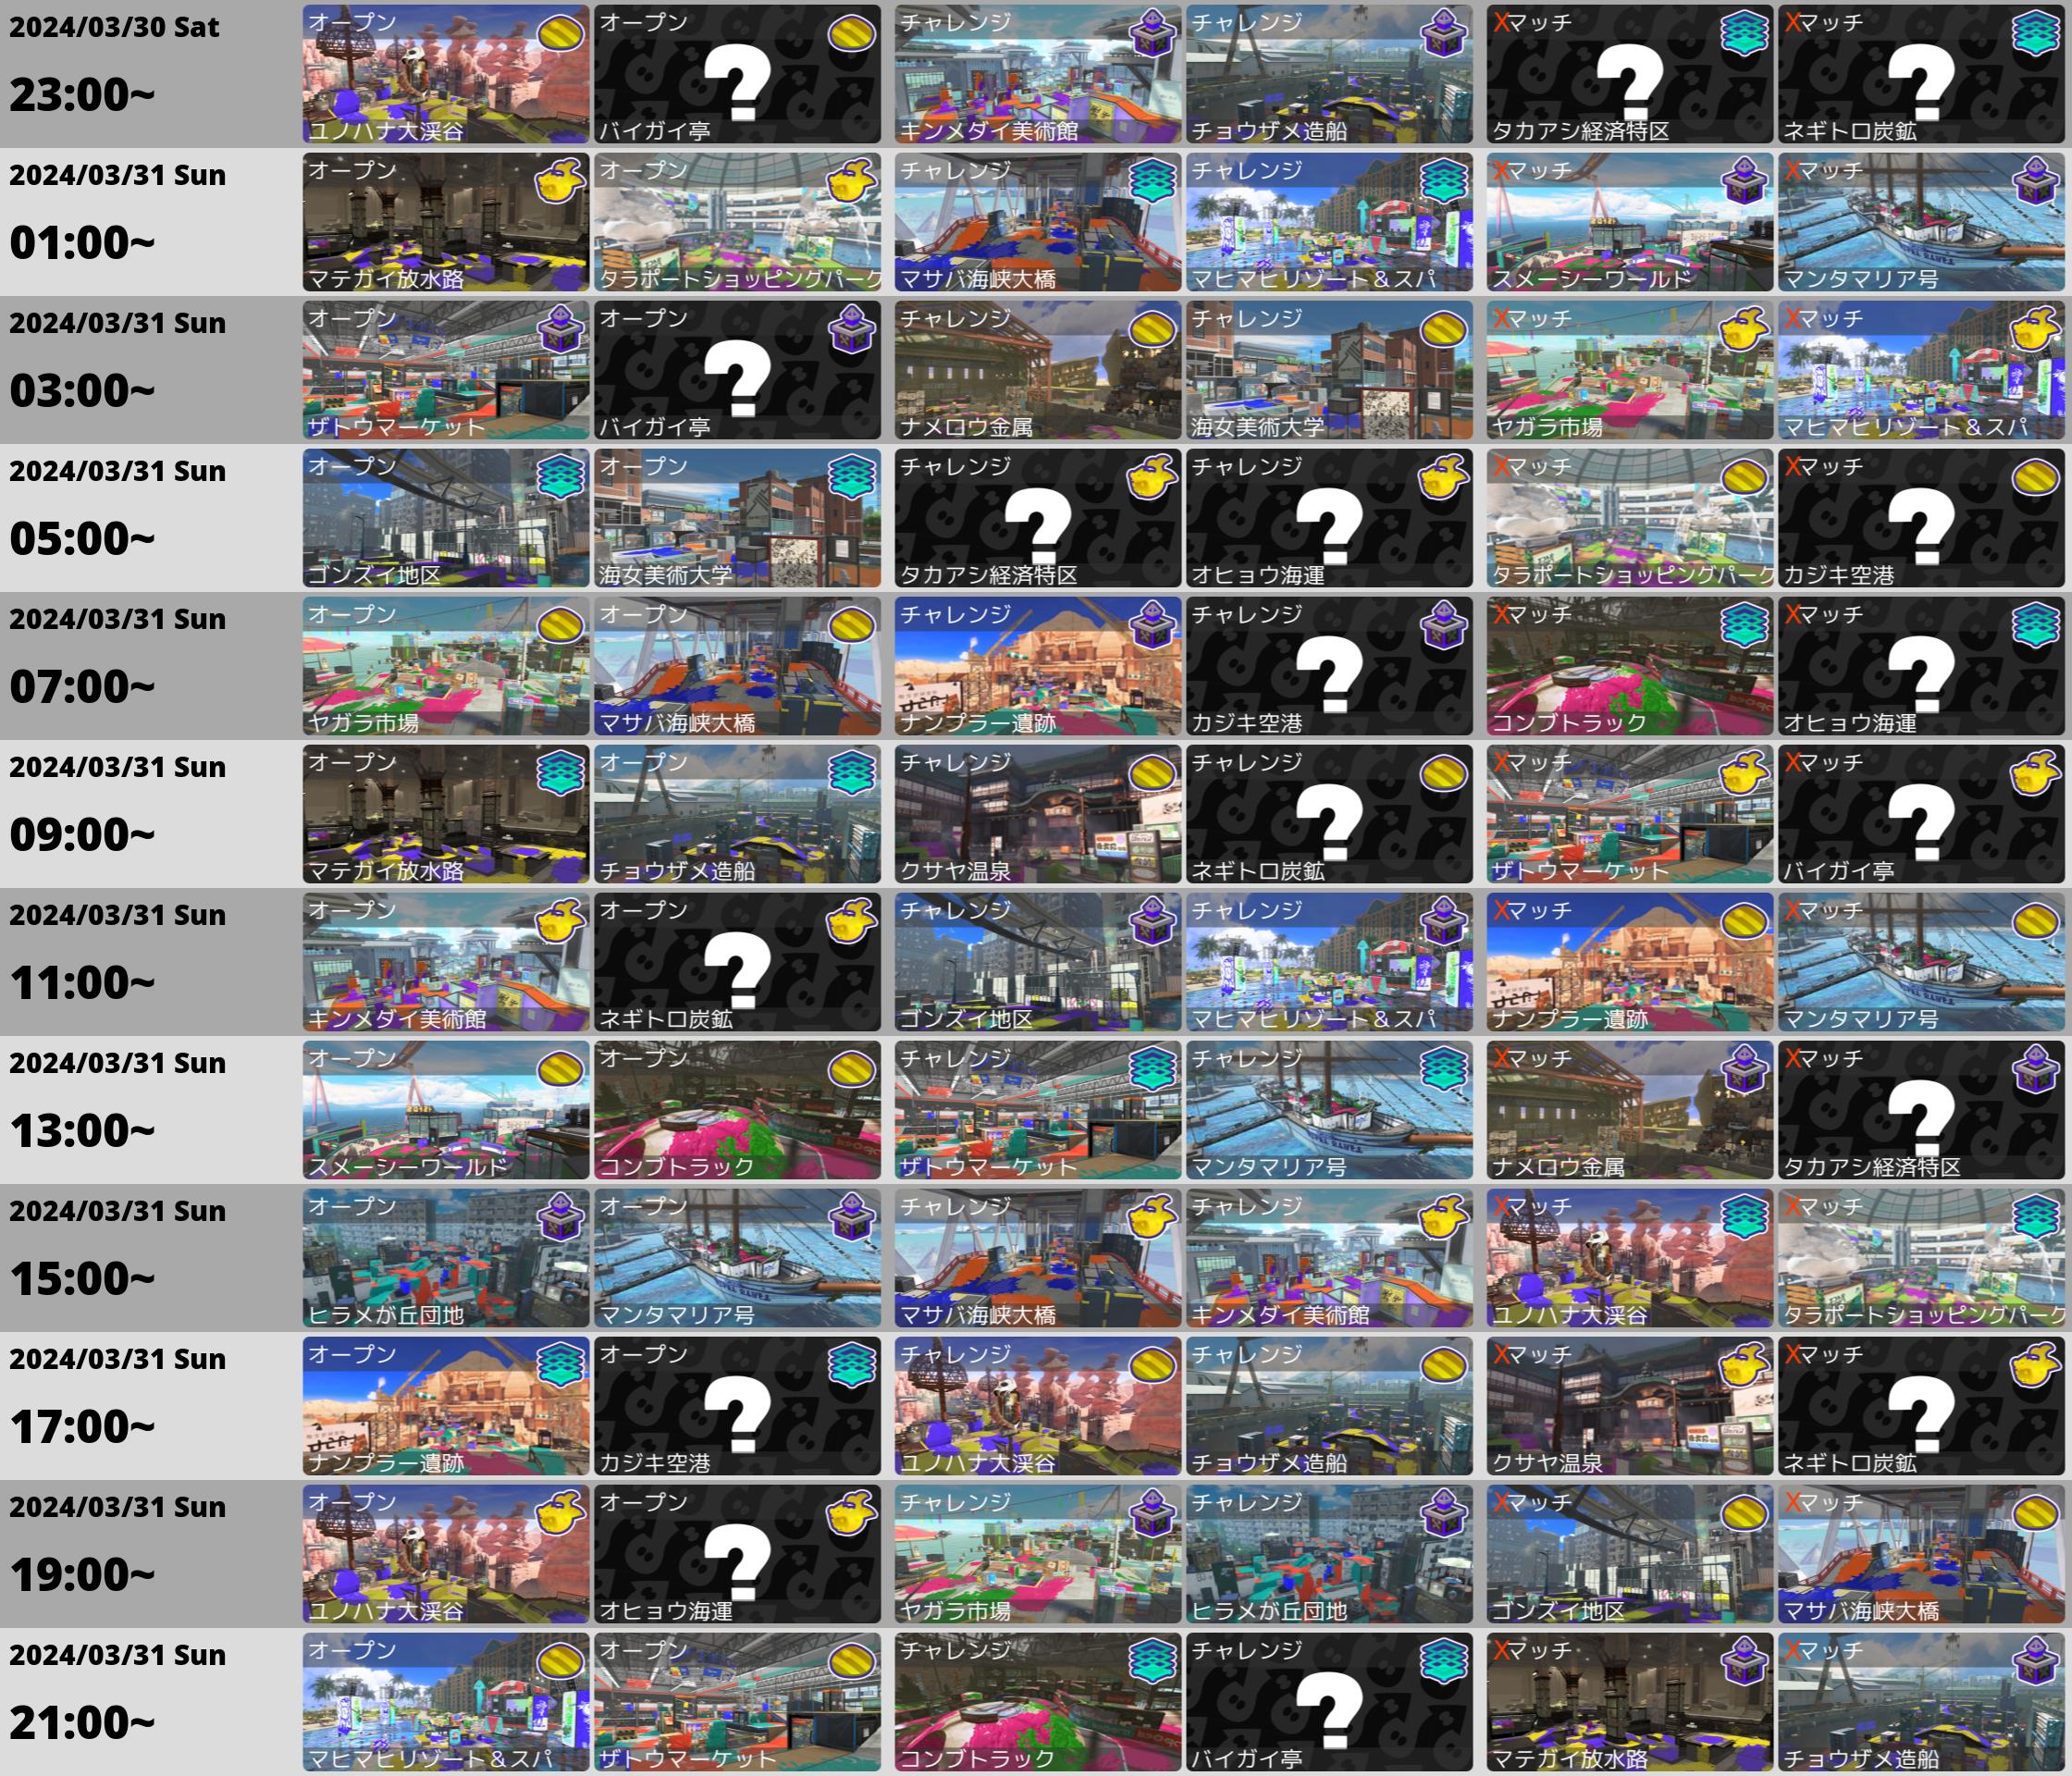 2024/03/30 Sat
23:00~
オープン
ユノハナ大渓谷
オープン
バイガイ亭
チャレンジ
キンメダイ美術館
チャレンジ
チョウザメ造船
Xマッチ
タカアシ経済特区
Xマッチ
ネギトロ炭鉱
2024/03/31 Sun
01:00~
オープン
マテガイ放水路
オープン
タラポートショッピングパーク
チャレンジ
マサバ海峡大橋
チャレンジ
マヒマヒリゾート&スパ
Xマッチ
スメーシーワールド
Xマッチ
マンタマリア号
2024/03/31 Sun
03:00~
オープン
ザトウマーケット
オープン
バイガイ亭
チャレンジ
ナメロウ金属
チャレンジ
海女美術大学
Xマッチ
ヤガラ市場
Xマッチ
マヒマヒリゾート&スパ
2024/03/31 Sun
05:00~
オープン
ゴンズイ地区
オープン
海女美術大学
チャレンジ
タカアシ経済特区
チャレンジ
オヒョウ海運
Xマッチ
タラポートショッピングパーク
Xマッチ
カジキ空港
2024/03/31 Sun
07:00~
オープン
ヤガラ市場
オープン
マサバ海峡大橋
チャレンジ
ナンプラー遺跡
チャレンジ
カジキ空港
Xマッチ
コンブトラック
Xマッチ
オヒョウ海運
2024/03/31 Sun
09:00~
オープン
マテガイ放水路
オープン
チョウザメ造船
チャレンジ
クサヤ温泉
チャレンジ
ネギトロ炭鉱
Xマッチ
ザトウマーケット
Xマッチ
バイガイ亭
2024/03/31 Sun
11:00~
オープン
キンメダイ美術館
オープン
ネギトロ炭鉱
チャレンジ
ゴンズイ地区
チャレンジ
マヒマヒリゾート&スパ
Xマッチ
ナンプラー遺跡
Xマッチ
マンタマリア号
2024/03/31 Sun
13:00~
オープン
スメーシーワールド
オープン
コンブトラック
チャレンジ
ザトウマーケット
チャレンジ
マンタマリア号
Xマッチ
ナメロウ金属
Xマッチ
タカアシ経済特区
2024/03/31 Sun
15:00~
オープン
ヒラメが丘団地
オープン
マンタマリア号
チャレンジ
マサバ海峡大橋
チャレンジ
キンメダイ美術館
Xマッチ
ユノハナ大渓谷
Xマッチ
タラポートショッピングパーク
2024/03/31 Sun
17:00~
オープン
ナンプラー遺跡
オープン
カジキ空港
チャレンジ
ユノハナ大渓谷
チャレンジ
チョウザメ造船
Xマッチ
クサヤ温泉
Xマッチ
ネギトロ炭鉱
2024/03/31 Sun
19:00~
オープン
ユノハナ大渓谷
オープン
オヒョウ海運
チャレンジ
ヤガラ市場
チャレンジ
ヒラメが丘団地
Xマッチ
ゴンズイ地区
Xマッチ
マサバ海峡大橋
2024/03/31 Sun
21:00~
オープン
マヒマヒリゾート&スパ
オープン
ザトウマーケット
チャレンジ
コンブトラック
チャレンジ
バイガイ亭
Xマッチ
マテガイ放水路
Xマッチ
チョウザメ造船